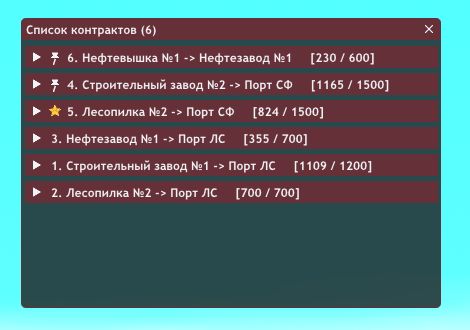 Список контрактов (6)
6. Нефтевышка №1 -> Нефтезавод №1 [230 / 600]
4. Строительный завод №2 -> Порт СФ [1165 / 1500]
5. Лесопилка №2 -> Порт СФ [824 / 1500]
3. Нефтезавод №1 -> Порт ЛС [355 / 700]
1. Строительный завод №1 -> Порт ЛС [1109 / 1200]
2. Лесопилка №2 -> Порт ЛС [700 / 700]